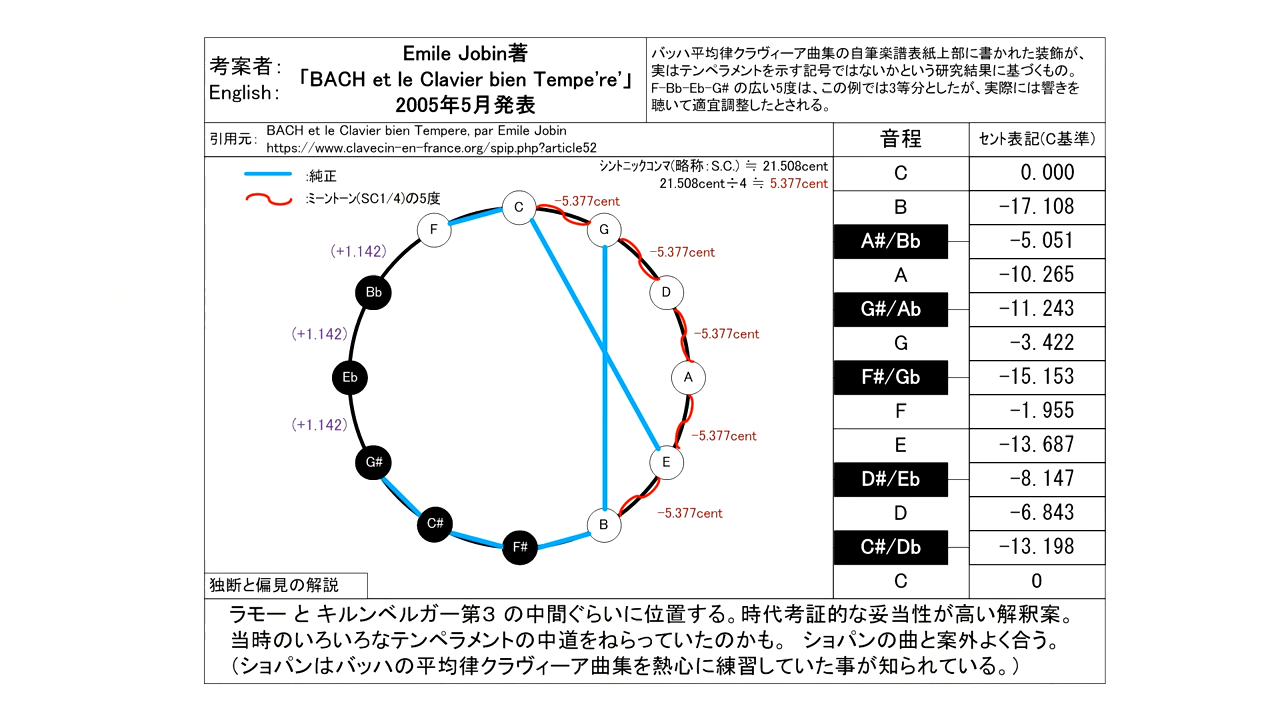 考案者：
English：
Emile Jobin著
「BACH et le Clavier bien Tempe're'」
2005年5月発表
バッハ平均律クラヴィーア曲集の自筆楽譜表紙上部に書かれた装飾が、
実はテンペラメントを示す記号ではないかという研究結果に基づくもの。
F-Bb-Eb-G# の広い5度は、この例では3等分としたが、実際には響きを
聴いて適宜調整したとされる。
引用元：
BACH et le Clavier bien Tempere, par Emile Jobin
https://www.clavecin-en-france.org/spip.php?article52
音程
セント表記(C基準)
シントニックコンマ(略称：S.C.) ≒ 21.508cent
21.508cent÷4 ≒ 5.377cent
：純正
：ミーントーン(SC1/4)の5度
C
-5.377cent
G
-5.377cent
D
-5.377cent
A
-5.377cent
E
-5.377cent
B
F#
C#
G#
(+1.142)
Eb
(+1.142)
Bb
(+1.142)
F
C 0.000
B -17.108
A#/Bb -5.051
A -10.265
G#/Ab -11.243
G -3.422
F#/Gb -15.153
F -1.955
E -13.687
D#/Eb -8.147
D -6.843
C#/Db -13.198
C 0
独断と偏見の解説
ラモー と キルンベルガー第３ の中間ぐらいに位置する。時代考証的な妥当性が高い解釈案。
当時のいろいろなテンペラメントの中道をねらっていたのかも。 ショパンの曲と案外よく合う。
（ショパンはバッハの平均律クラヴィーア曲集を熱心に練習していた事が知られている。）